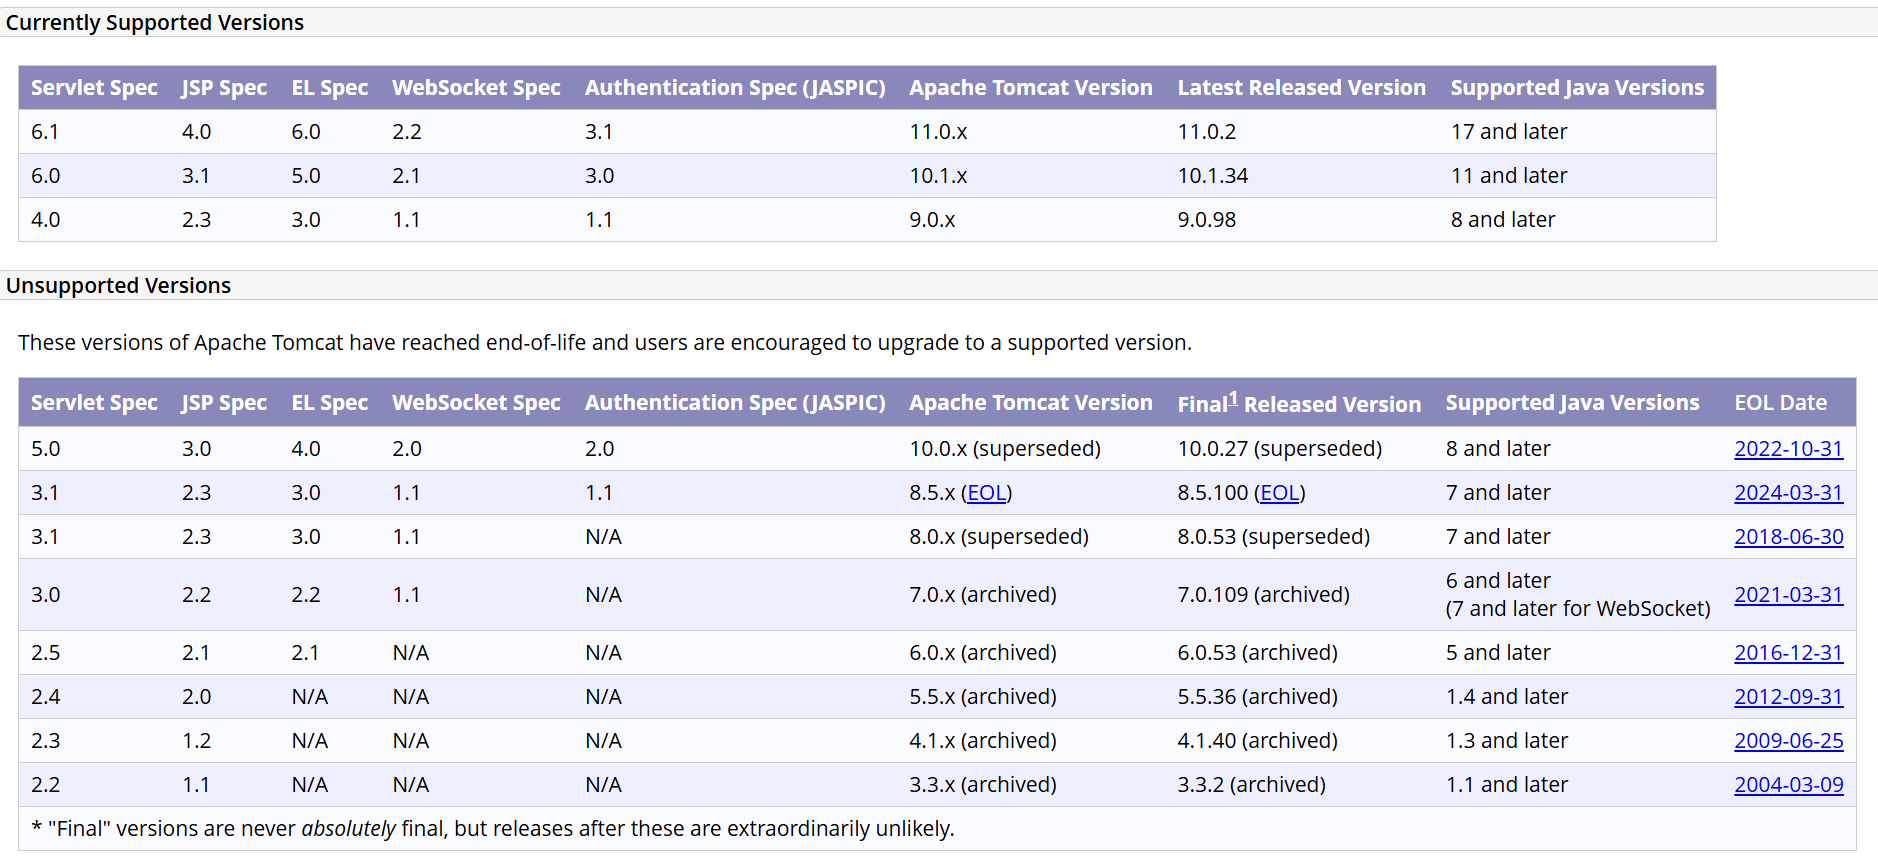 Currently Supported Versions
Servlet Spec JSP Spec EL Spec WebSocket Spec Authentication Spec (JASPIC) Apache Tomcat Version Latest Released Version Supported Java Versions
6.1 4.0 6.0 2.2 3.1 11.0.x 11.0.2 17 and later
6.0 3.1 5.0 2.1 3.0 10.1.x 10.1.34 11 and later
4.0 2.3 3.0 1.1 1.1 9.0.x 9.0.98 8 and later
Unsupported Versions
These versions of Apache Tomcat have reached end-of-life and users are encouraged to upgrade to a supported version.
Servlet Spec JSP Spec EL Spec WebSocket Spec Authentication Spec (JASPIC) Apache Tomcat Version Final1 Released Version Supported Java Versions EOL Date
5.0 3.0 4.0 2.0 2.0 10.0.x (superseded) 10.0.27 (superseded) 8 and later 2022-10-31
3.1 2.3 3.0 1.1 1.1 8.5.x (EOL) 8.5.100 (EOL) 7 and later 2024-03-31
3.1 2.3 3.0 1.1 N/A 8.0.x (superseded) 8.0.53 (superseded) 7 and later 2018-06-30
3.0 2.2 2.2 1.1 N/A 7.0.x (archived) 7.0.109 (archived) 6 and later
(7 and later for WebSocket) 2021-03-31
2.5 2.1 2.1 N/A N/A 6.0.x (archived) 6.0.53 (archived) 5 and later 2016-12-31
2.4 2.0 N/A N/A N/A 5.5.x (archived) 5.5.36 (archived) 1.4 and later 2012-09-31
2.3 1.2 N/A N/A N/A 4.1.x (archived) 4.1.40 (archived) 1.3 and later 2009-06-25
2.2 1.1 N/A N/A N/A 3.3.x (archived) 3.3.2 (archived) 1.1 and later 2004-03-09
* "Final" versions are never absolutely final, but releases after these are extraordinarily unlikely.